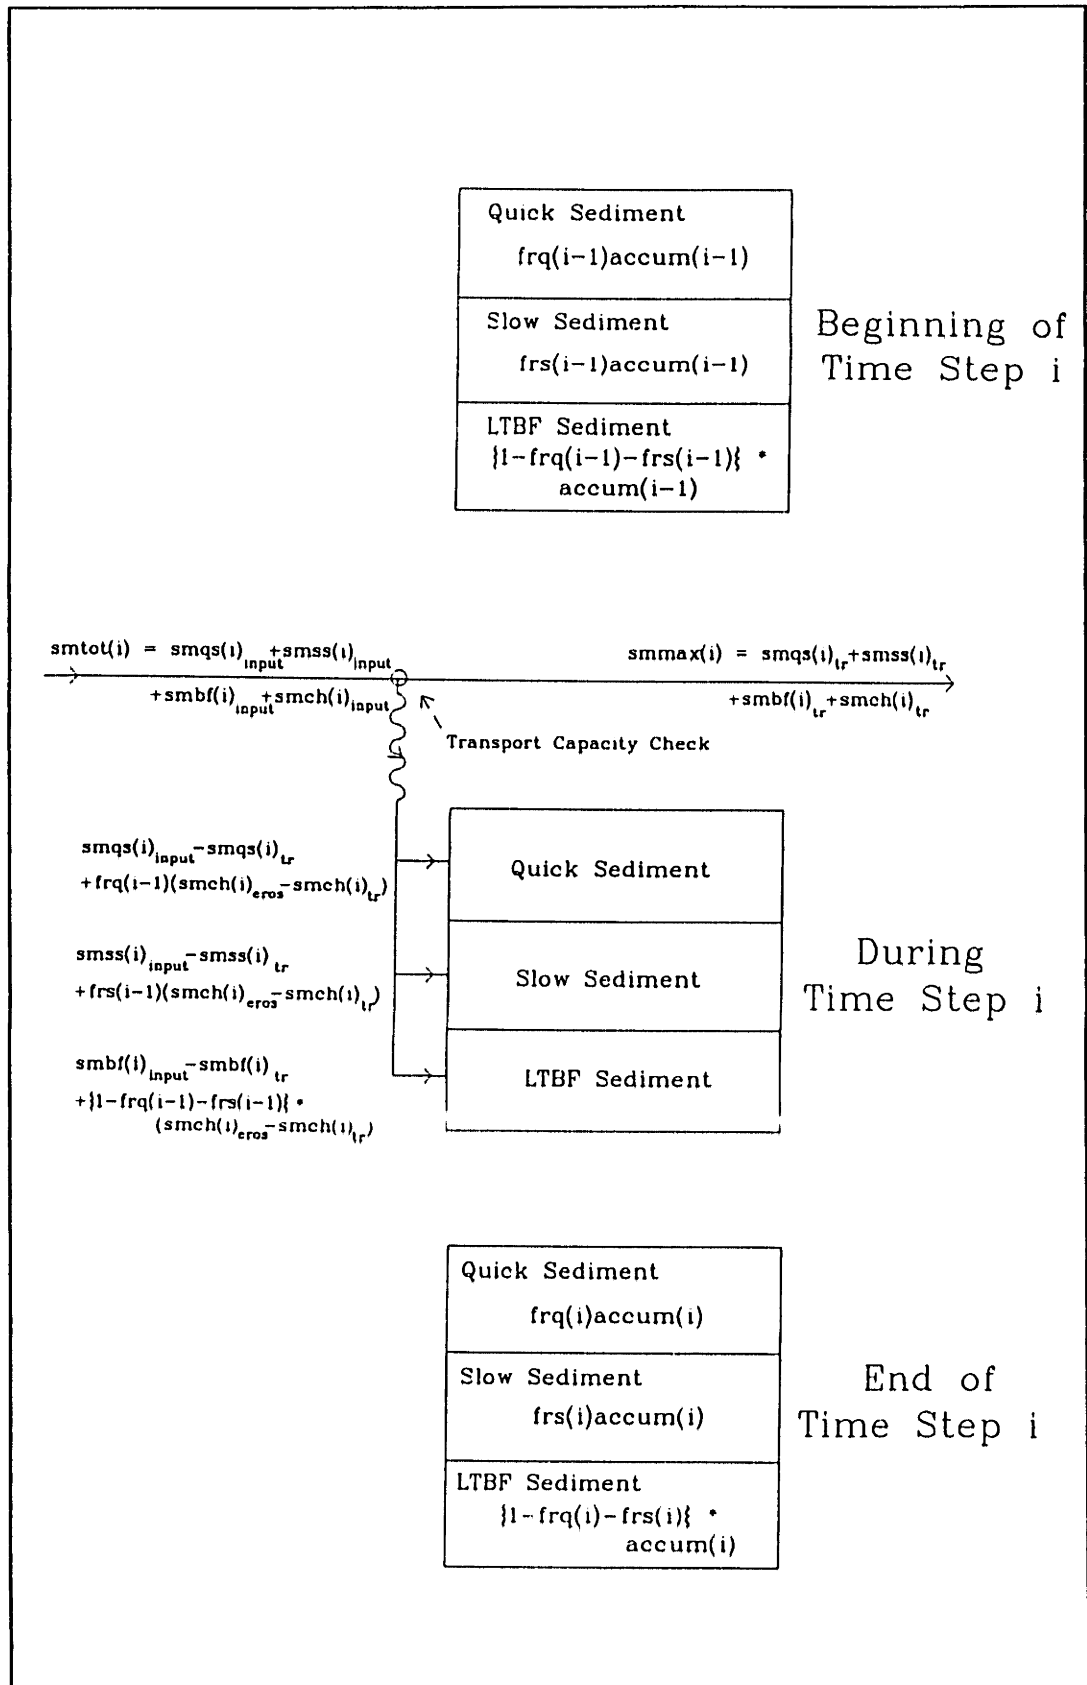 Quick Sediment
frq(i-1)accum(i-1)
Slow Sediment
frs(i-1)accum(i-1)
LTBF Sediment
}1-frq(i-1)-frs(i-1){ *
accum(i-1)
Beginning of
Time Step i
smtot(i) = smqs(i)input+smss(i)input
+smbf(i)input+smch(i)input
smmax(i) = smqs(i)tr+smss(i)tr
+smbf(i)tr+smch(i)tr
Transport Capacity Check
smqs(i)input-smqs(i)tr
+frq(i-1)(smch(i)eros-smch(i)tr)
smss(i)input-smss(i)tr
+frs(i-1)(smch(i)eros-smch(i)tr)
smbf(i)input-smbf(i)tr
+}1-frq(i-1)-frs(i-1){ *
(smch(i)eros-smch(i)tr)
Quick Sediment
Slow Sediment
LTBF Sediment
During
Time Step i
Quick Sediment
frq(i)accum(i)
Slow Sediment
frs(i)accum(i)
LTBF Sediment
}1-frq(i)-frs(i){ *
accum(i)
End of
Time Step i